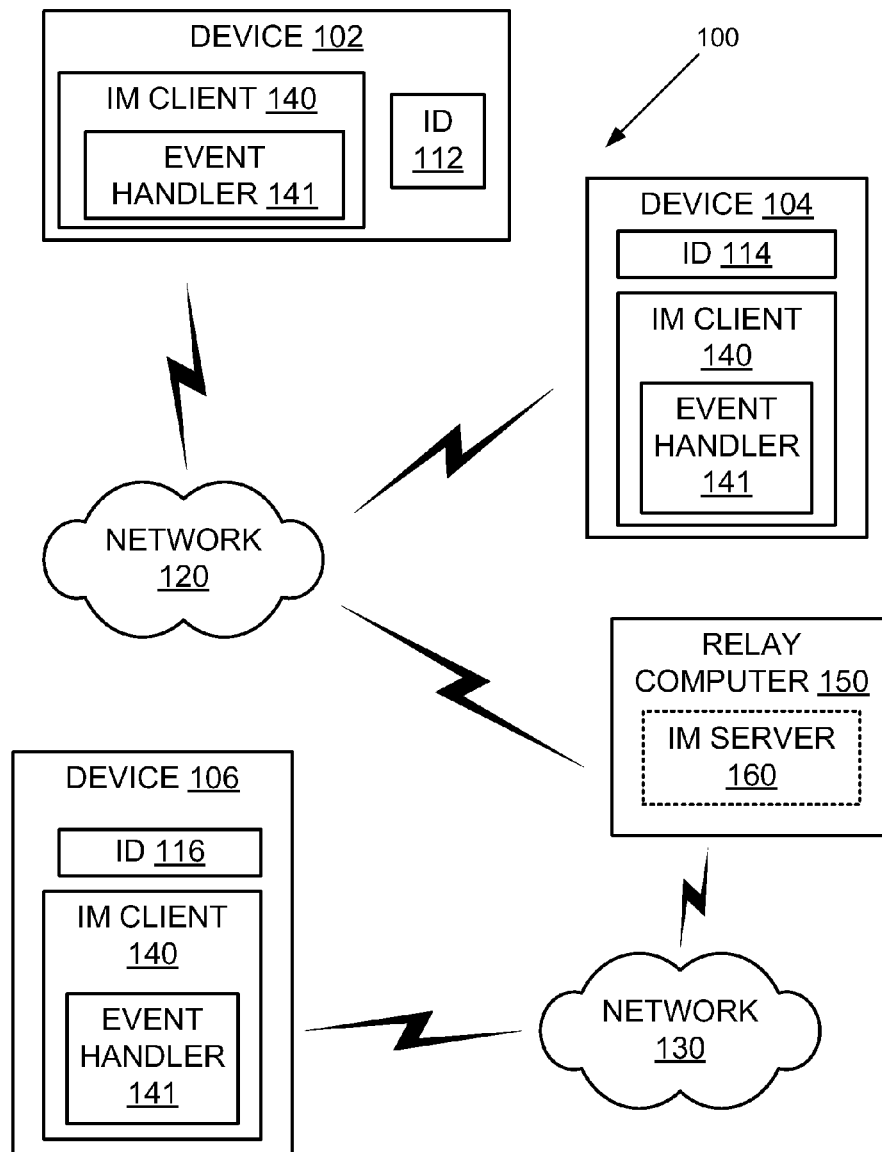 DEVICE 102
IM CLIENT 140
EVENT
HANDLER 141
ID
112
100
DEVICE 104
ID 114
IM CLIENT
140
EVENT
HANDLER
141
NETWORK
120
RELAY
COMPUTER 150
IM SERVER
160
DEVICE 106
ID 116
IM CLIENT
140
EVENT
HANDLER
141
NETWORK
130